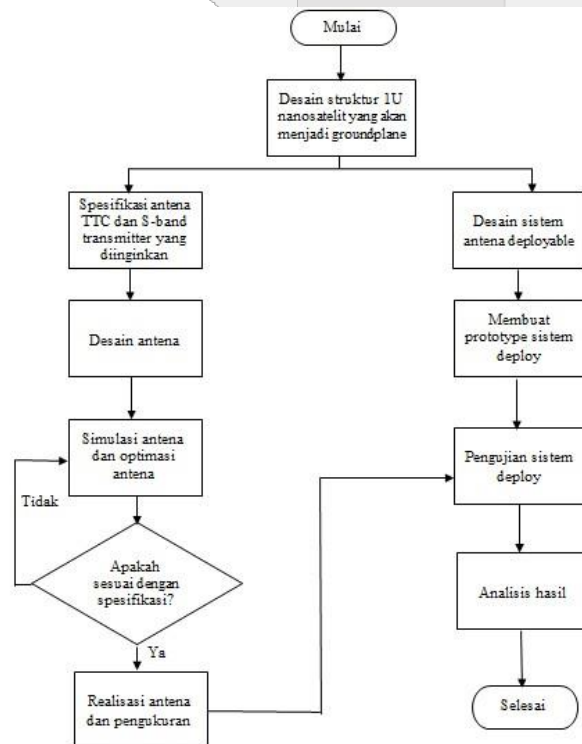 Mulai
Desain struktur 1U
nanosatelit yang akan
menjadi groundplane
Spesifikasi antena
TTC dan S-band
transmitter yang
diinginkan
Desain antena
Simulasi antena
dan optimasi
antena
Tidak
Apakah
sesuai dengan
spesifikasi?
Ya
Realisasi antena
dan pengukuran
Desain sistem
antena deployable
Membuat
prototype sistem
deploy
Pengujian sistem
deploy
Analisis hasil
Selesai